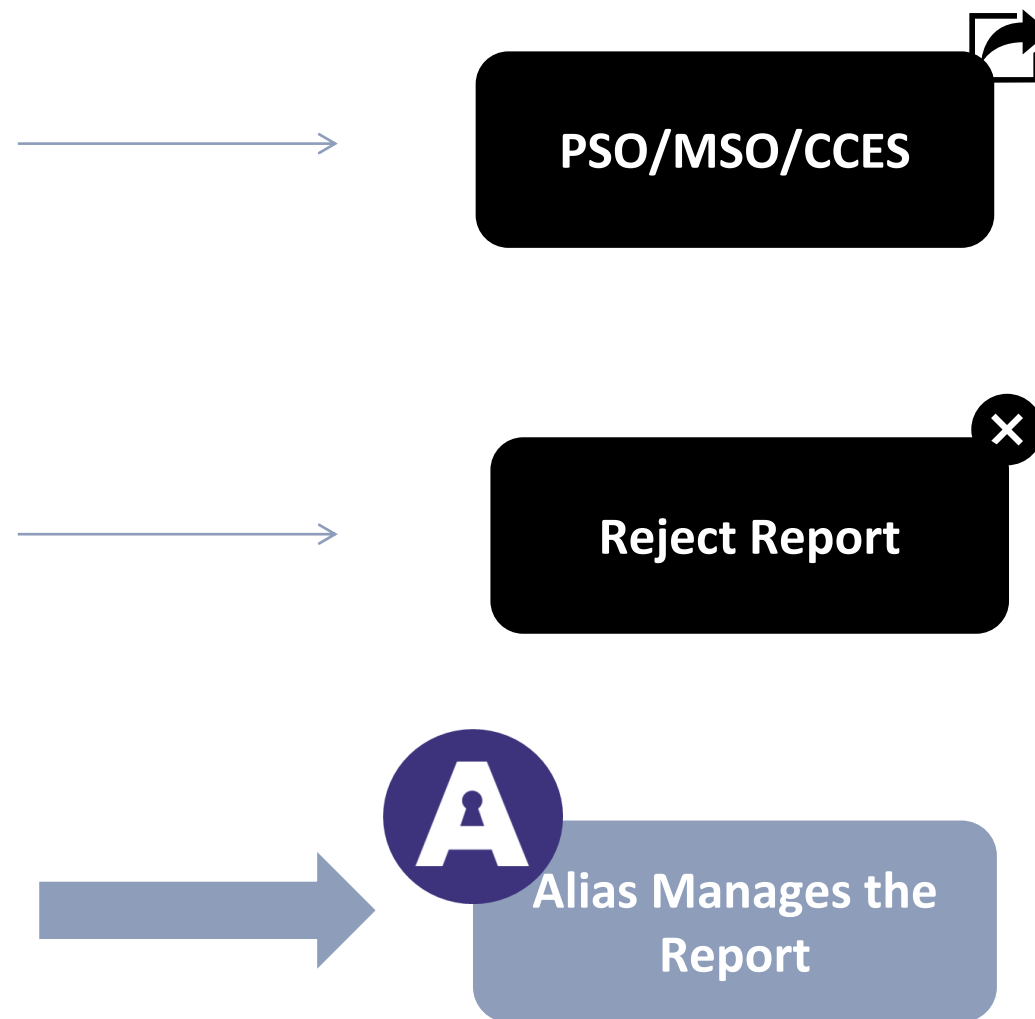 PSO/MSO/CCES
Reject Report
A
Alias Manages the
Report